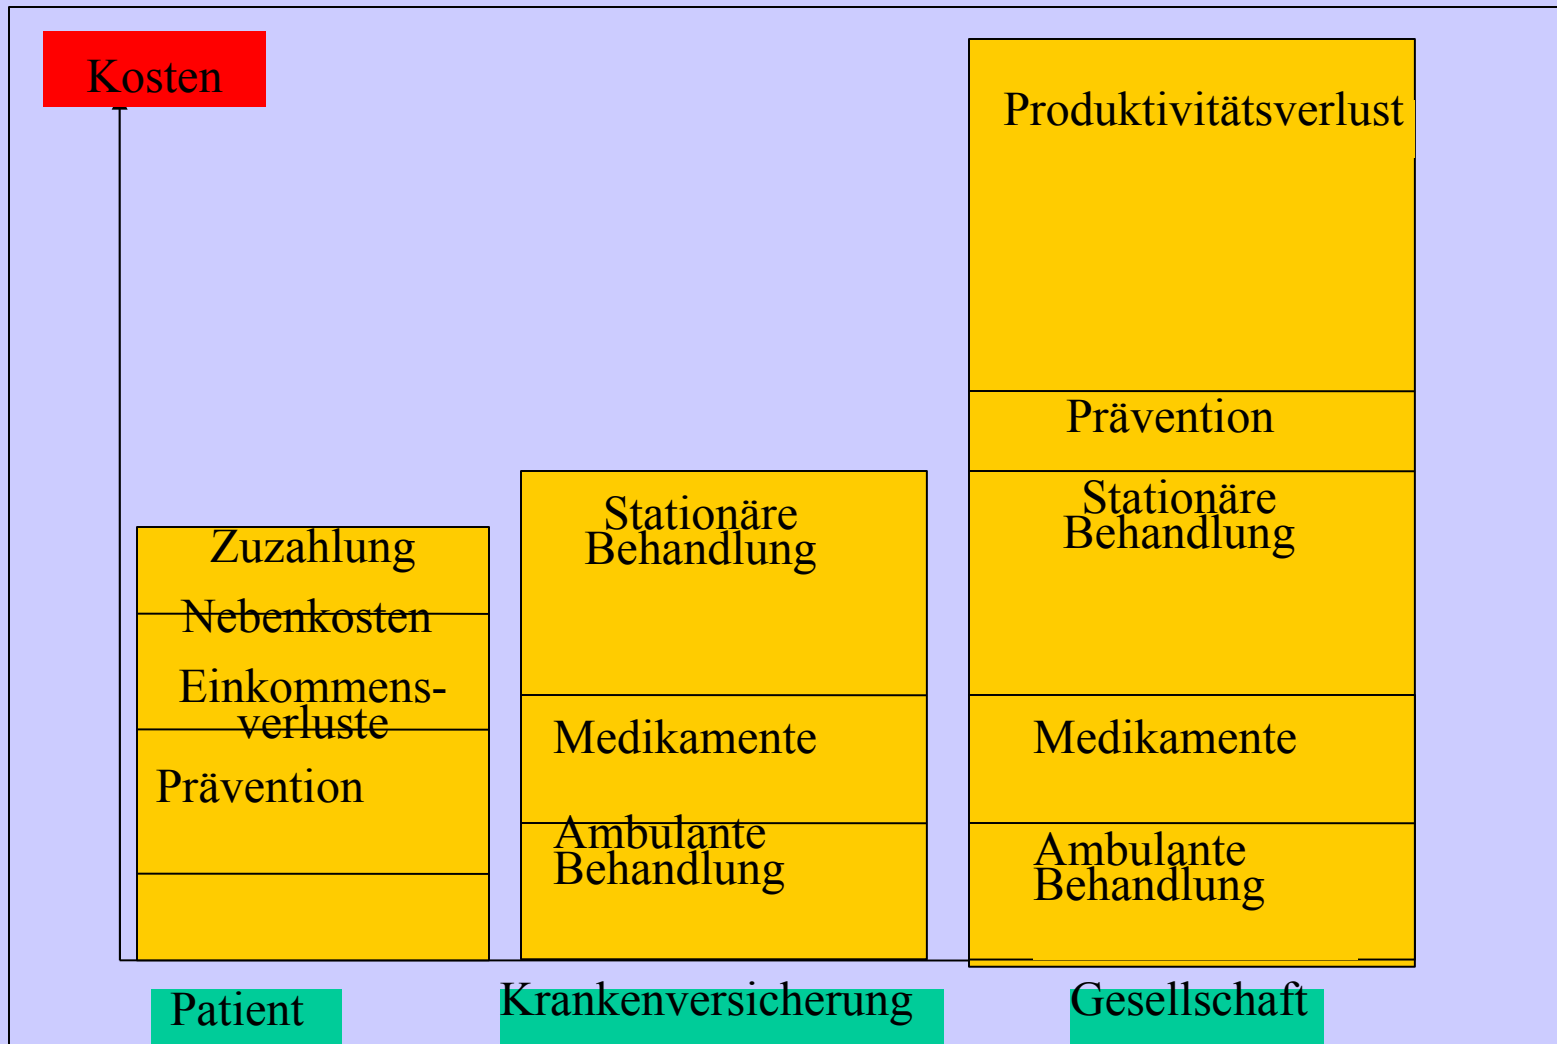 Kosten
Zuzahlung
Nebenkosten
Einkommens-
verluste
Prävention
Patient
Stationäre
Behandlung
Medikamente
Ambulante
Behandlung
Krankenversicherung
Produktivitätsverlust
Prävention
Stationäre
Behandlung
Medikamente
Ambulante
Behandlung
Gesellschaft